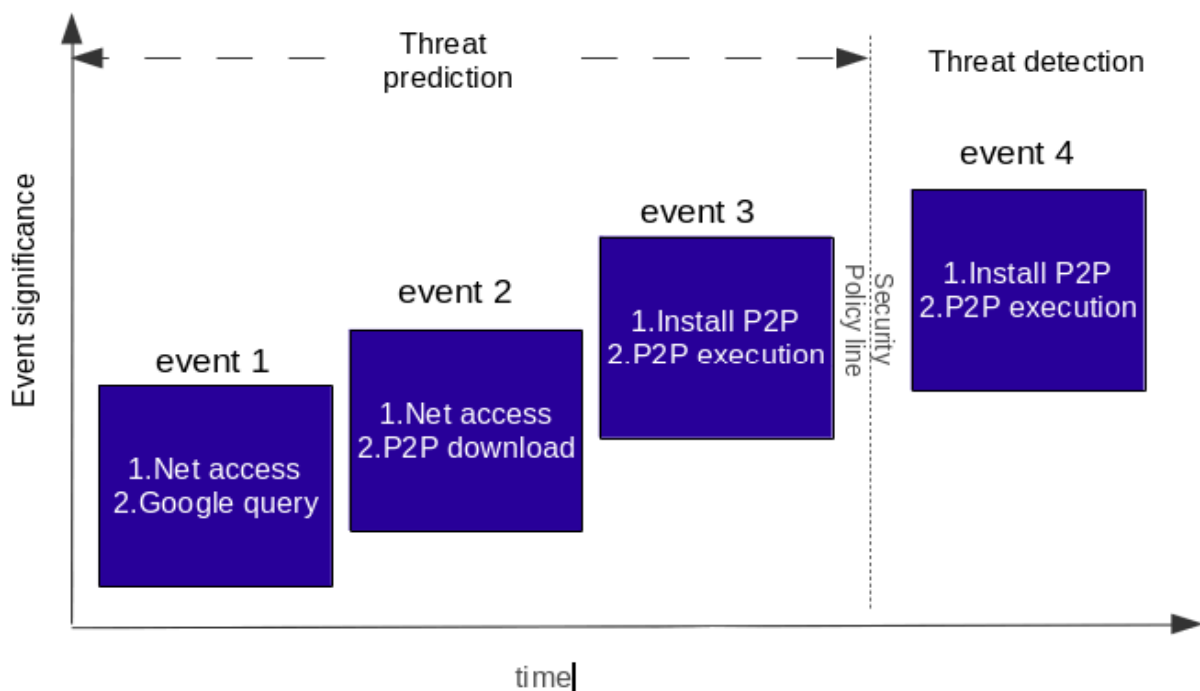 Threat
prediction
Threat detection
event 4
event 3
event 2
event 1
1.Install P2P
2.P2P execution
1.Install P2P
2.P2P execution
1.Net access
2.P2P download
1.Net access
2.Google query
Security
Policy line
Event significance
time